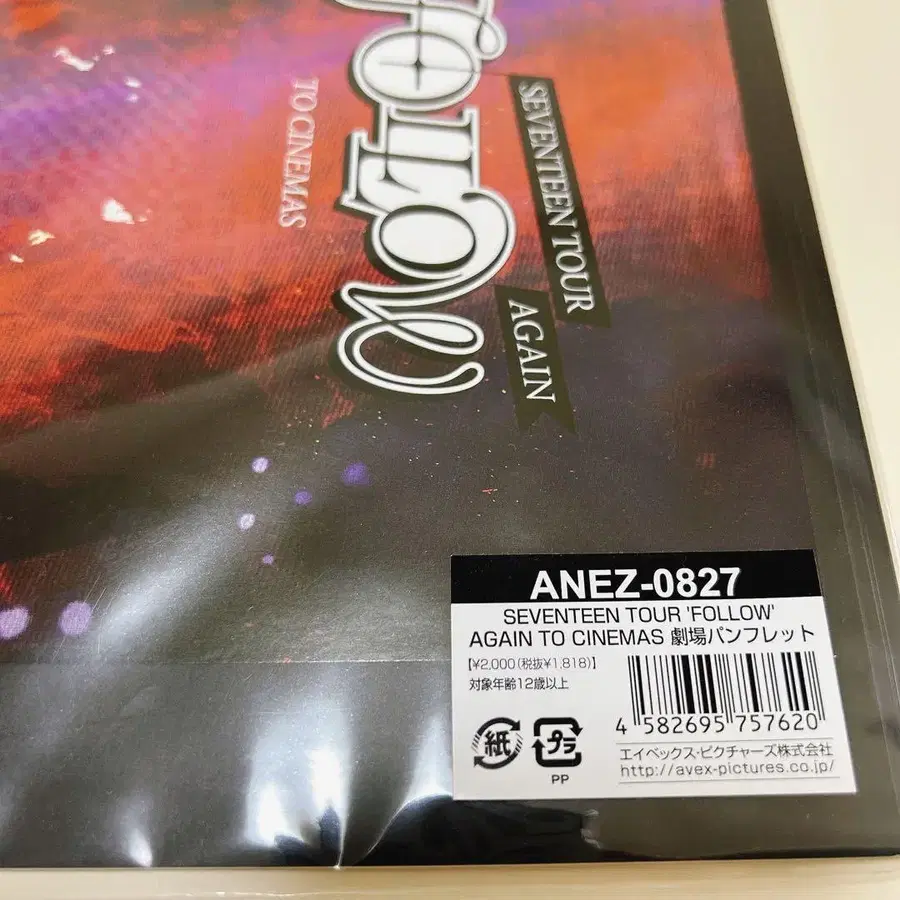 SEVENTEEN TOUR
AGAIN
FOLLOW
TO CINEMAS
ANEZ-0827
SEVENTEEN TOUR 'FOLLOW'
AGAIN TO CINEMAS 劇場パンフレット
【¥2,000(税抜¥1,818)】
対象年齢12歳以上
4 582695 757620
紙
プラ
PP
エイベックス・ピクチャーズ株式会社
http://avex-pictures.co.jp/